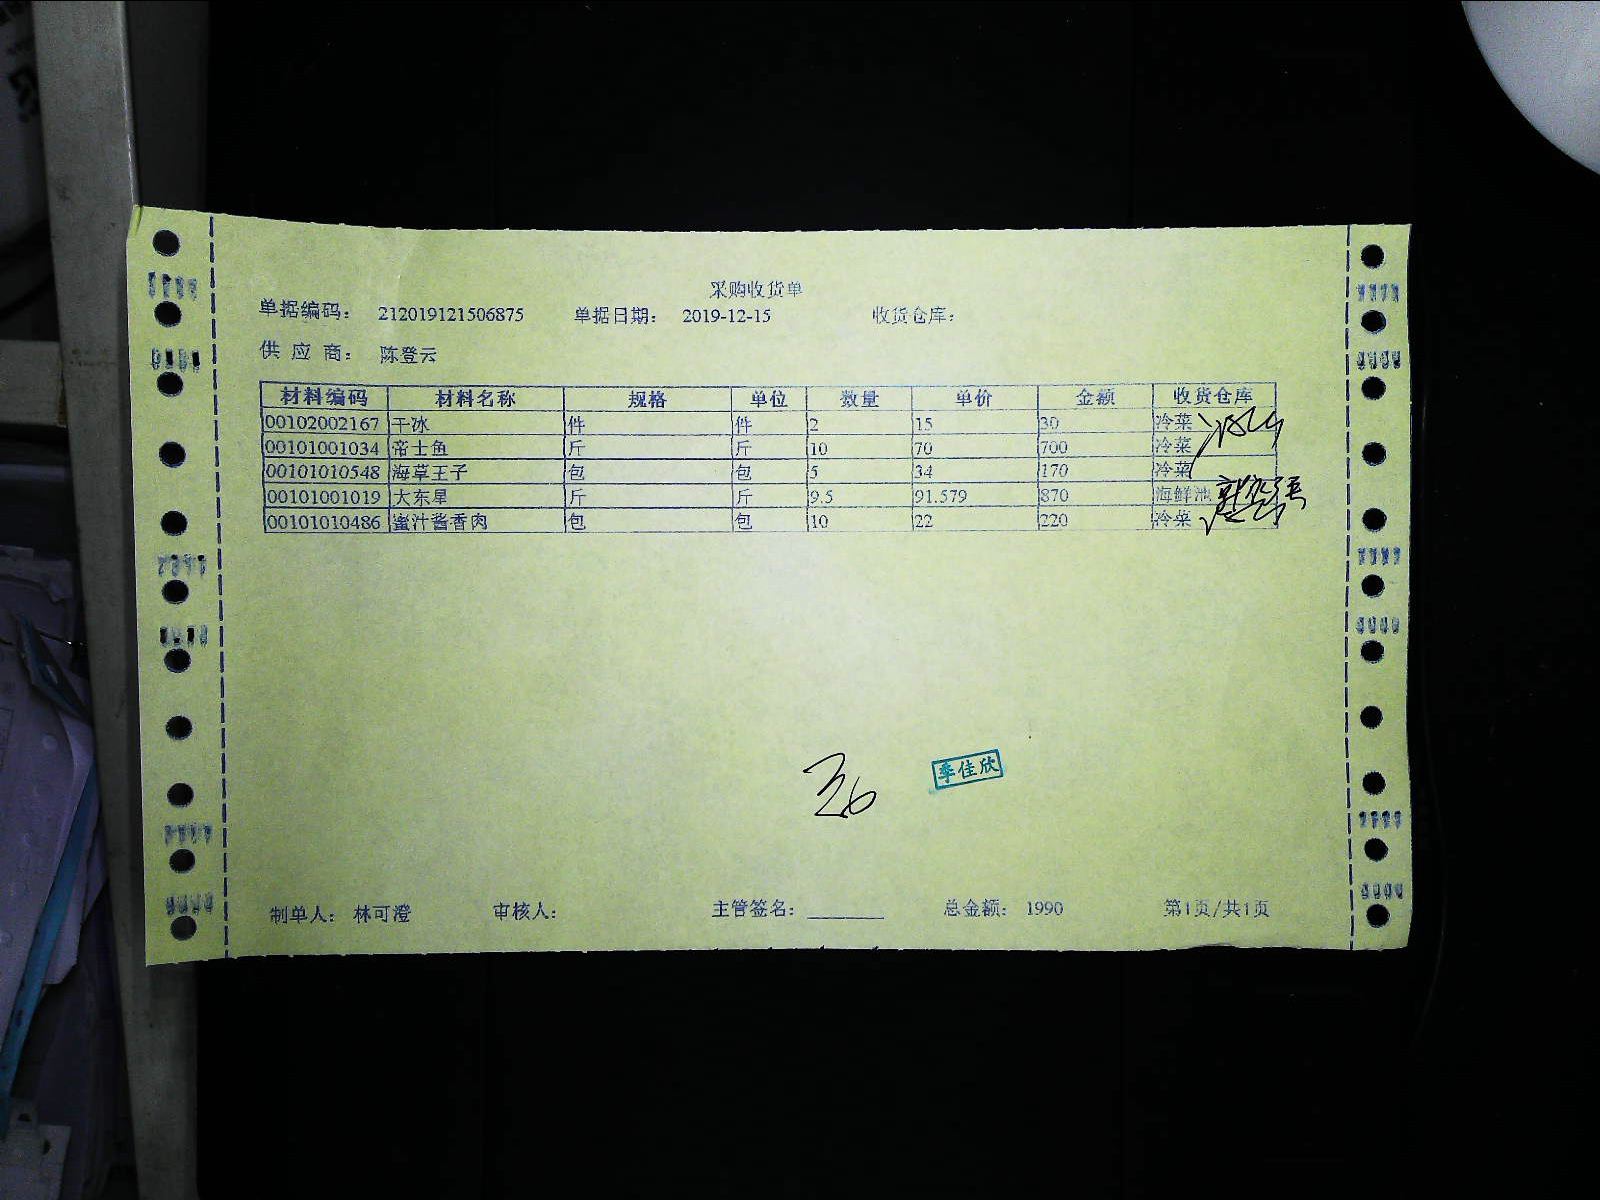 采购收货单
单据编码： 212019121506875 单据日期： 2019-12-15 收货仓库：
供 应 商： 陈登云
材料编码 材料名称 规格 单位 数量 单价 金额 收货仓库
00102002167 干冰 件 件 2 15 30 冷菜
00101001034 帝士鱼 斤 斤 10 70 700 冷菜
00101010548 海草王子 包 包 5 34 170 冷菜
00101001019 大东星 斤 斤 9.5 91.579 870 海鲜池
00101010486 蜜汁酱香肉 包 包 10 22 220 冷菜
季佳欣
制单人： 林可澄 审核人： 主管签名： 总金额： 1990 第1页/共1页